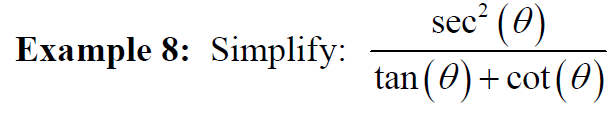 Example 8: Simplify: sec² (θ) / tan(θ) + cot(θ)